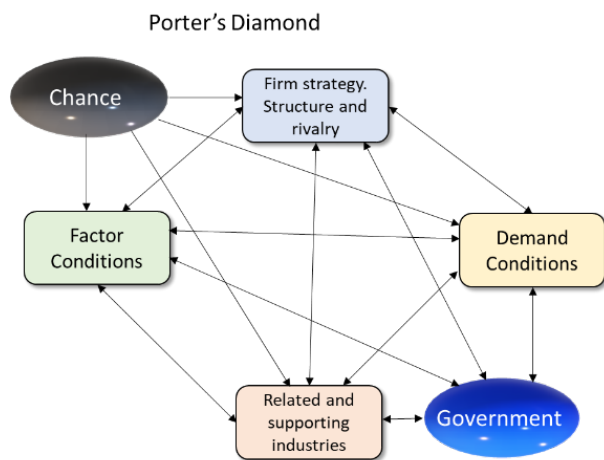 Porter’s Diamond
Chance
Firm strategy.
Structure and
rivalry
Factor
Conditions
Demand
Conditions
Related and
supporting
industries
Government